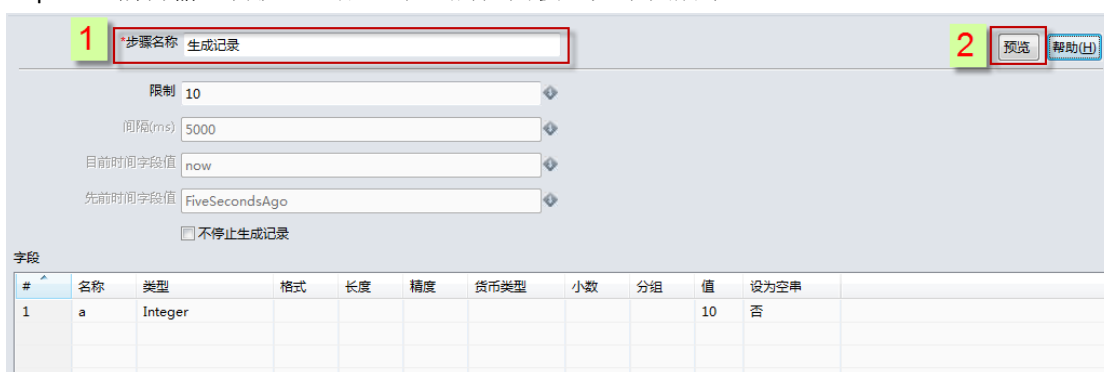 1 *步骤名称 生成记录 2 预览 帮助(H)
限制 10
间隔(ms) 5000
目前时间字段值 now
先前时间字段值 FiveSecondsAgo
不停止生成记录
字段
# 名称 类型 格式 长度 精度 货币类型 小数 分组 值 设为空串
1 a Integer 10 否